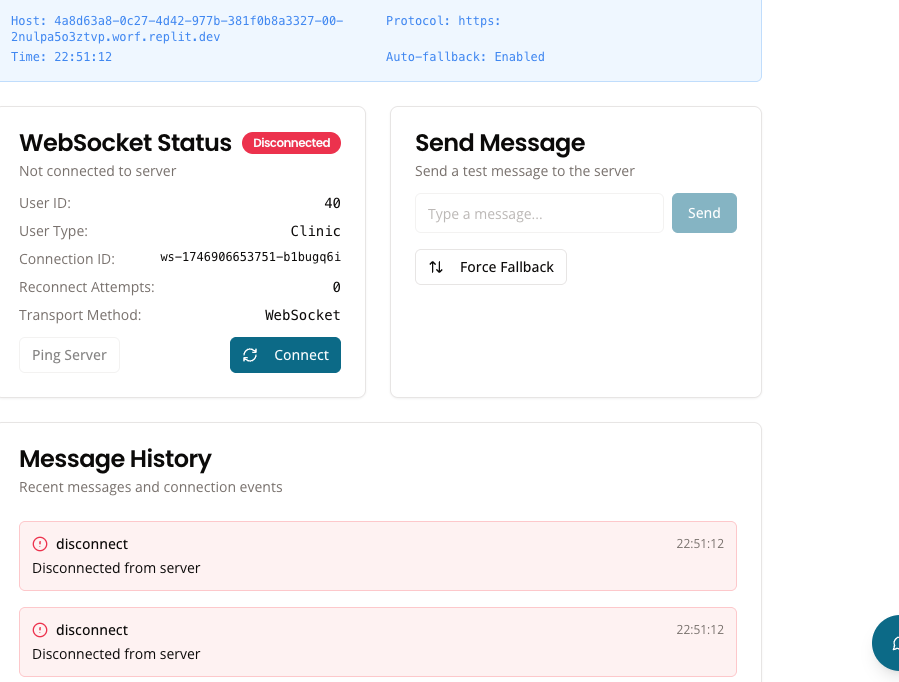 Host: 4a8d63a8-0c27-4d42-977b-381f0b8a3327-00-
2nulpa5o3ztvp.worf.replit.dev
Protocol: https:
Time: 22:51:12
Auto-fallback: Enabled
WebSocket Status
Disconnected
Not connected to server
User ID: 40
User Type: Clinic
Connection ID: ws-1746906653751-b1bugq6i
Reconnect Attempts: 0
Transport Method: WebSocket
Ping Server
Connect
Send Message
Send a test message to the server
Type a message...
Send
Force Fallback
Message History
Recent messages and connection events
disconnect 22:51:12
Disconnected from server
disconnect 22:51:12
Disconnected from server